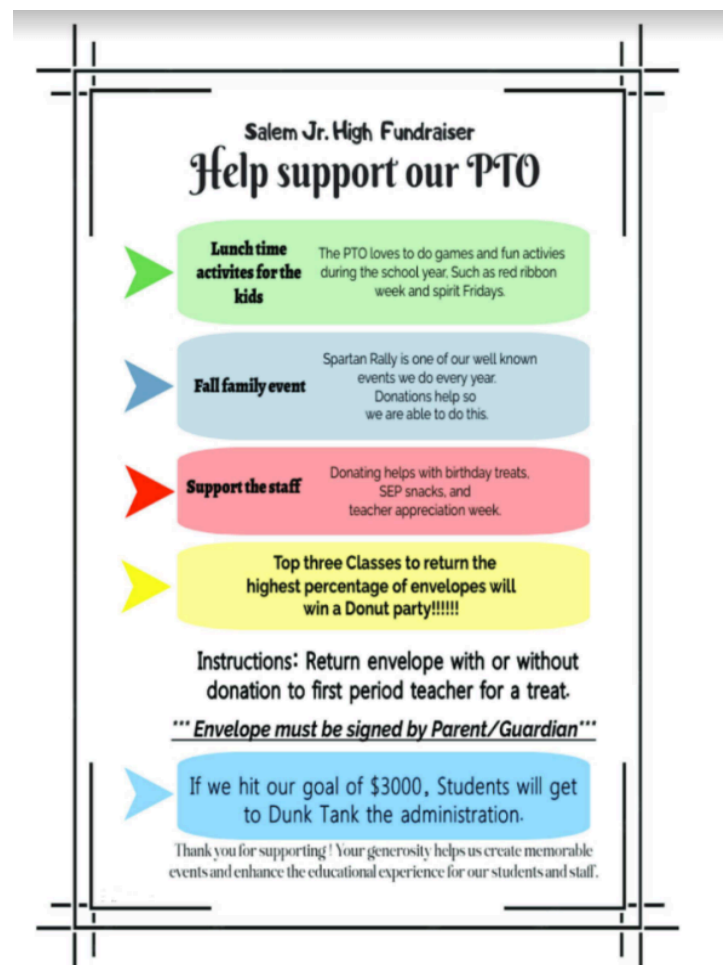 Salem Jr. High Fundraiser
Help support our PTO
Lunch time
activites for the
kids
The PTO loves to do games and fun activies
during the school year, Such as red ribbon
week and spirit Fridays.
Fall family event
Spartan Rally is one of our well known
events we do every year.
Donations help so
we are able to do this.
Support the staff
Donating helps with birthday treats,
SEP snacks, and
teacher appreciation week.
Top three Classes to return the
highest percentage of envelopes will
win a Donut party!!!!!!
Instructions: Return envelope with or without
donation to first period teacher for a treat.
*** Envelope must be signed by Parent/Guardian***
If we hit our goal of $3000, Students will get
to Dunk Tank the administration.
Thank you for supporting ! Your generosity helps us create memorable
events and enhance the educational experience for our students and staff.